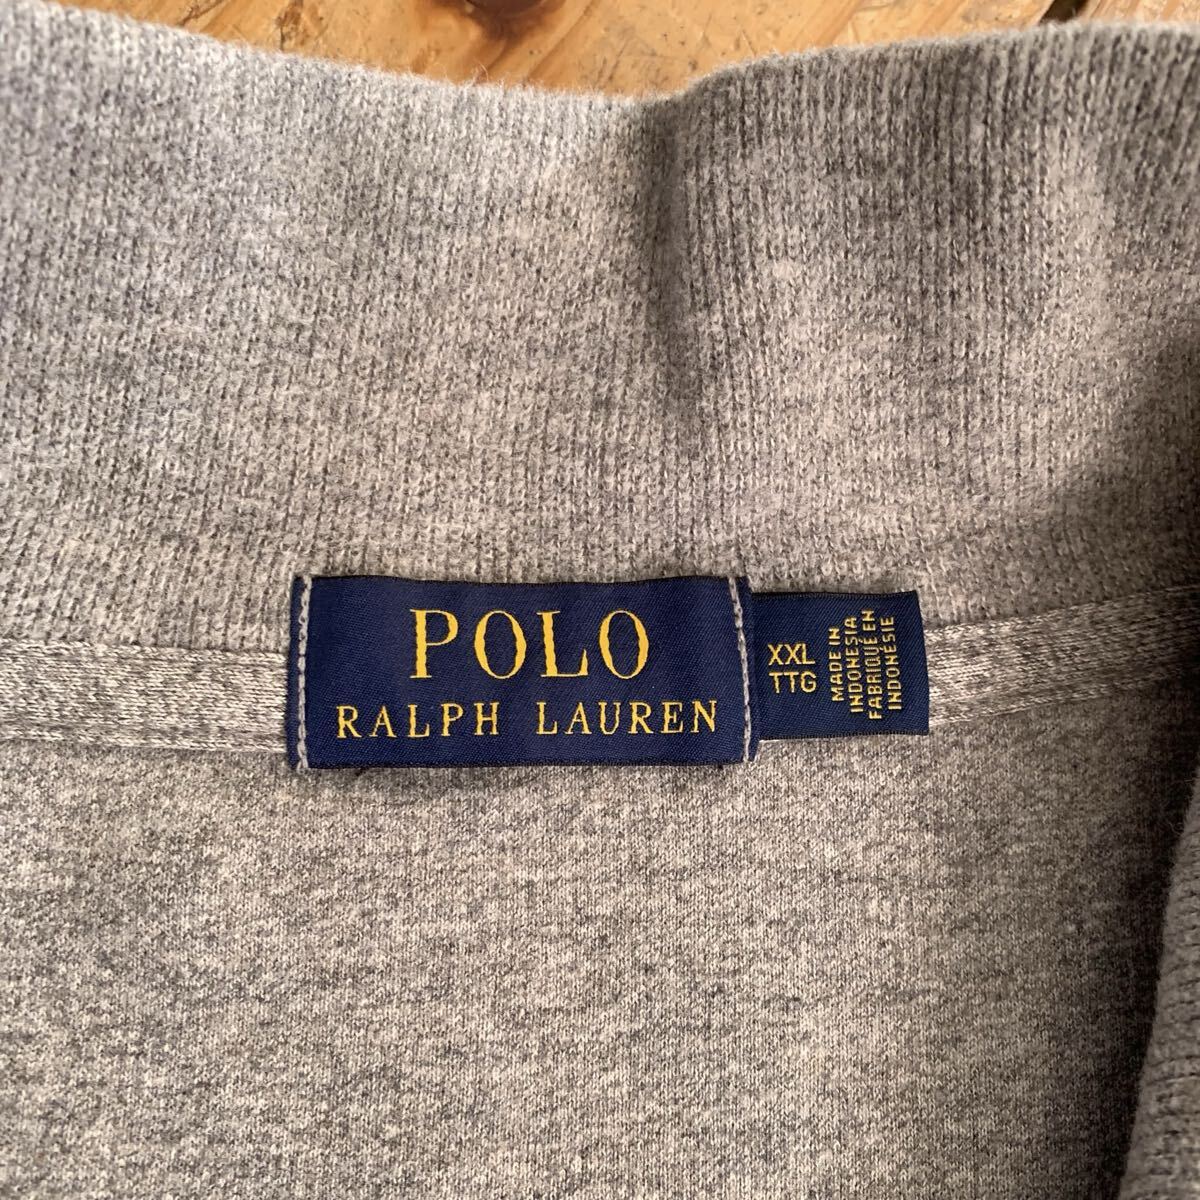 POLO
RALPH LAUREN
XXL
TTG
MADE IN
INDONESIA
FABRIQUÉ EN
INDONÉSIE